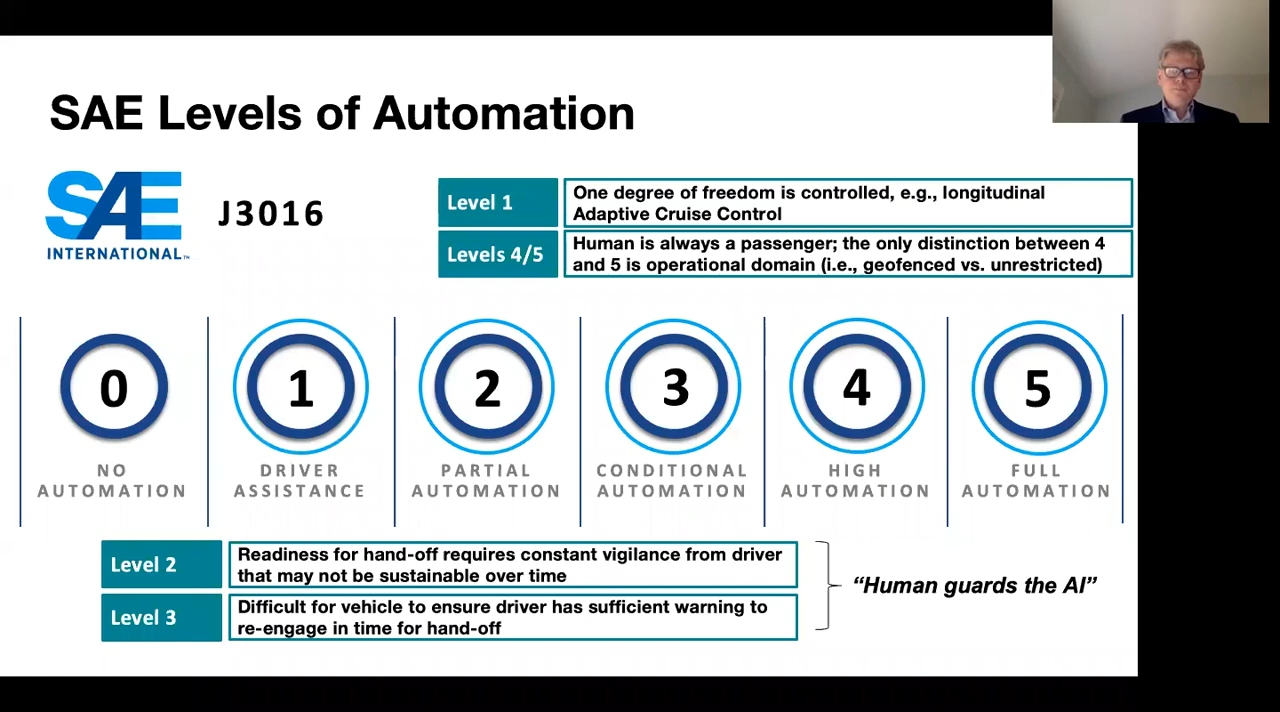 SAE Levels of Automation
SAE
INTERNATIONAL™
J3016
Level 1
One degree of freedom is controlled, e.g., longitudinal
Adaptive Cruise Control
Levels 4/5
Human is always a passenger; the only distinction between 4
and 5 is operational domain (i.e., geofenced vs. unrestricted)
0
NO
AUTOMATION
1
DRIVER
ASSISTANCE
2
PARTIAL
AUTOMATION
3
CONDITIONAL
AUTOMATION
4
HIGH
AUTOMATION
5
FULL
AUTOMATION
Level 2
Readiness for hand-off requires constant vigilance from driver
that may not be sustainable over time
Level 3
Difficult for vehicle to ensure driver has sufficient warning to
re-engage in time for hand-off
“Human guards the AI”